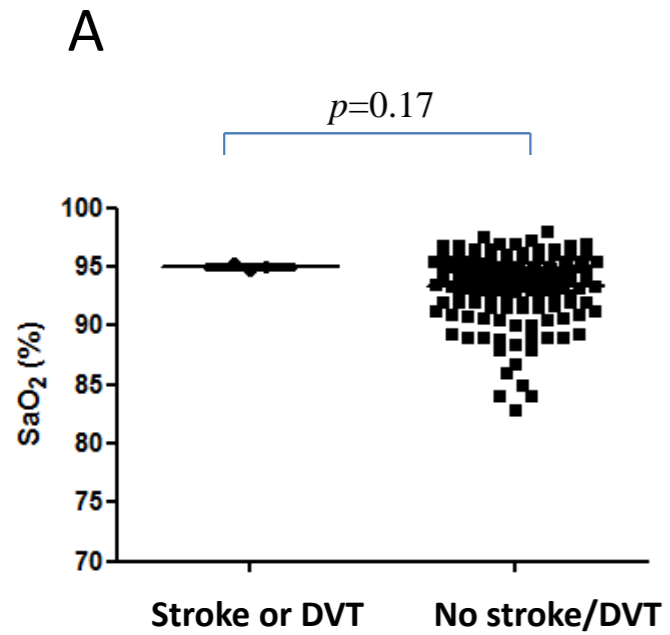 A
p=0.17
100
95
90
85
80
75
70
SaO₂ (%)
Stroke or DVT
No stroke/DVT